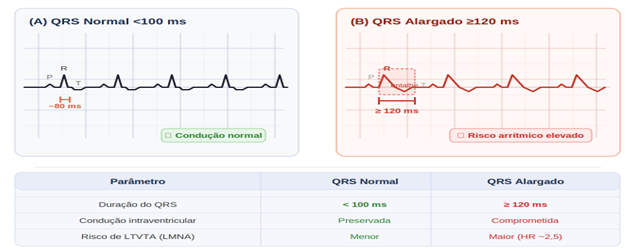 (A) QRS Normal <100 ms
R
P
T
~80 ms
□ Condução normal
(B) QRS Alargado ≥120 ms
R
P
T
≥ 120 ms
□ Risco arrítmico elevado
Parâmetro QRS Normal QRS Alargado
Duração do QRS < 100 ms ≥ 120 ms
Condução intraventricular Preservada Comprometida
Risco de LTVTA (LMNA) Menor Maior (HR ~2,5)